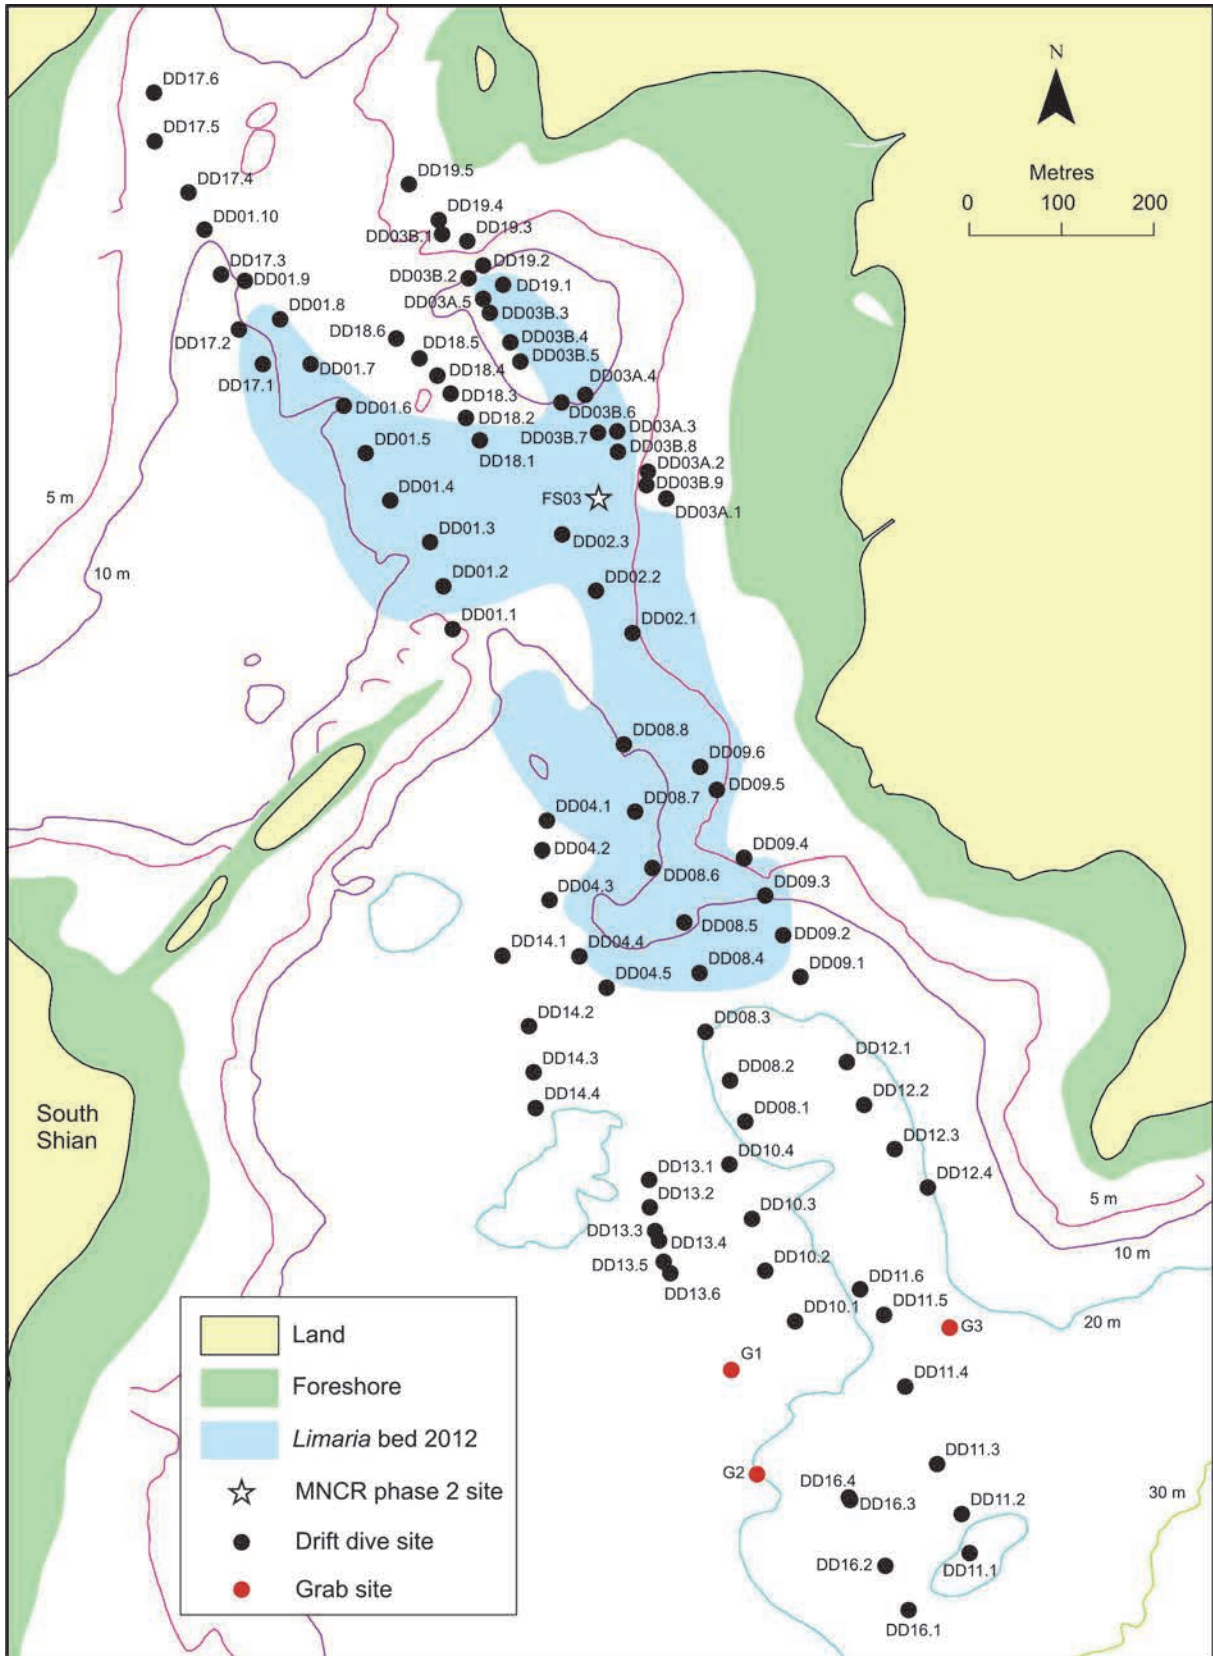 DD17.6
N
DD17.5
Metres
DD19.5
DD17.4
0
100
200
DD19.4
DD01.10
DD03B.1
DD19.3
DD17.3
DD19.2
DD01.9
DD03B.2
DD19.1
DD03A.5
DD01.8
DD03B.3
DD17.2
DD18.6
DD03B.4
DD18.5
DD03B.5
DD17.1
DD01.7
DD18.4
DD03A.4
DD18.3
DD01.6
DD03B.6
DD18.2
DD03A.3
DD03B.7
DD01.5
DD03B.8
DD18.1
DD03A.2
DD03B.9
5 m
DD01.4
FS03
DD03A.1
DD01.3
DD02.3
10 m
DD01.2
DD02.2
DD01.1
DD02.1
DD08.8
DD09.6
DD09.5
DD04.1
DD08.7
DD09.4
DD04.2
DD08.6
DD09.3
DD04.3
DD08.5
DD09.2
DD14.1
DD04.4
DD08.4
DD09.1
DD04.5
DD14.2
DD08.3
DD12.1
DD14.3
DD08.2
DD12.2
DD14.4
DD08.1
South
Shian
DD12.3
DD10.4
DD13.1
DD12.4
DD13.2
5 m
DD10.3
DD13.3
DD13.4
10 m
DD13.5
DD10.2
DD13.6
DD11.6
DD10.1
DD11.5
20 m
G3
G1
DD11.4
DD11.3
G2
DD16.4
30 m
DD16.3
DD11.2
DD16.2
DD11.1
DD16.1
Land
Foreshore
Limaria bed 2012
MNCR phase 2 site
Drift dive site
Grab site